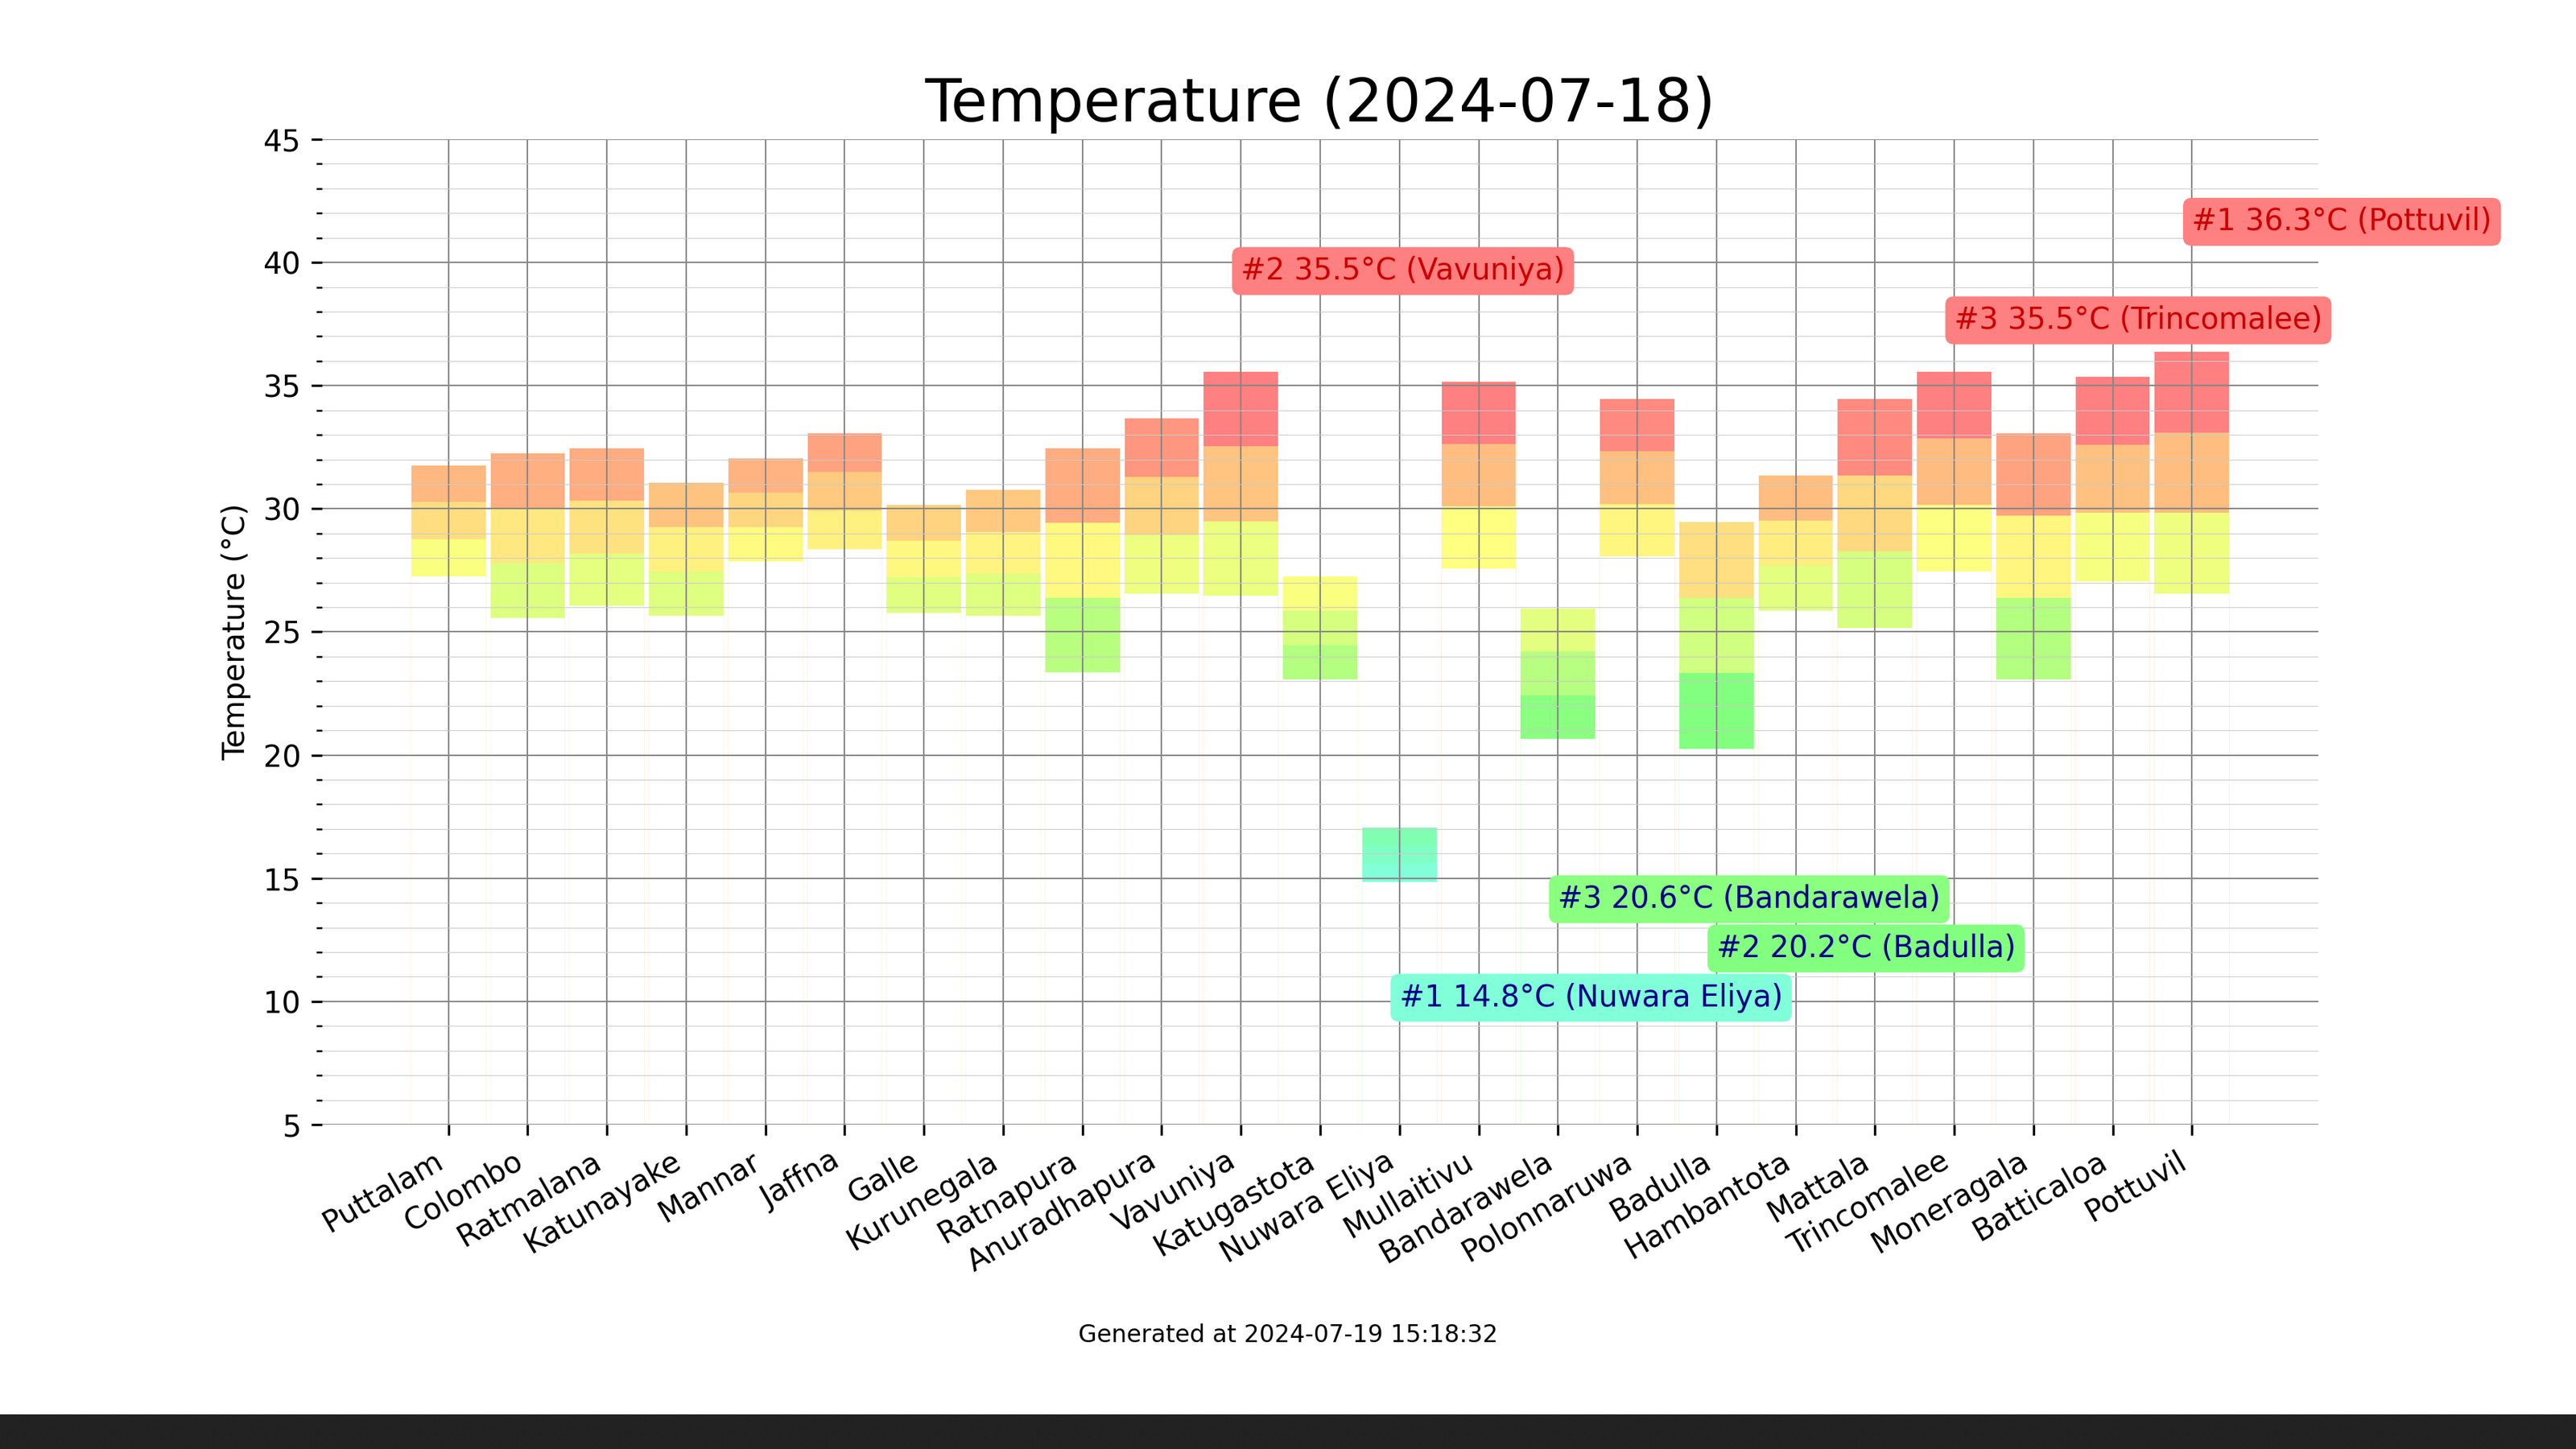 Temperature (2024-07-18)
45
40
35
30
25
20
15
10
5
Temperature (°C)
#1 36.3°C (Pottuvil)
#2 35.5°C (Vavuniya)
#3 35.5°C (Trincomalee)
#3 20.6°C (Bandarawela)
#2 20.2°C (Badulla)
#1 14.8°C (Nuwara Eliya)
Puttalam
Colombo
Ratmalana
Katunayake
Mannar
Jaffna
Galle
Kurunegala
Ratnapura
Anuradhapura
Vavuniya
Katugastota
Nuwara Eliya
Mullaitivu
Bandarawela
Polonnaruwa
Badulla
Hambantota
Mattala
Trincomalee
Moneragala
Batticaloa
Pottuvil
Generated at 2024-07-19 15:18:32